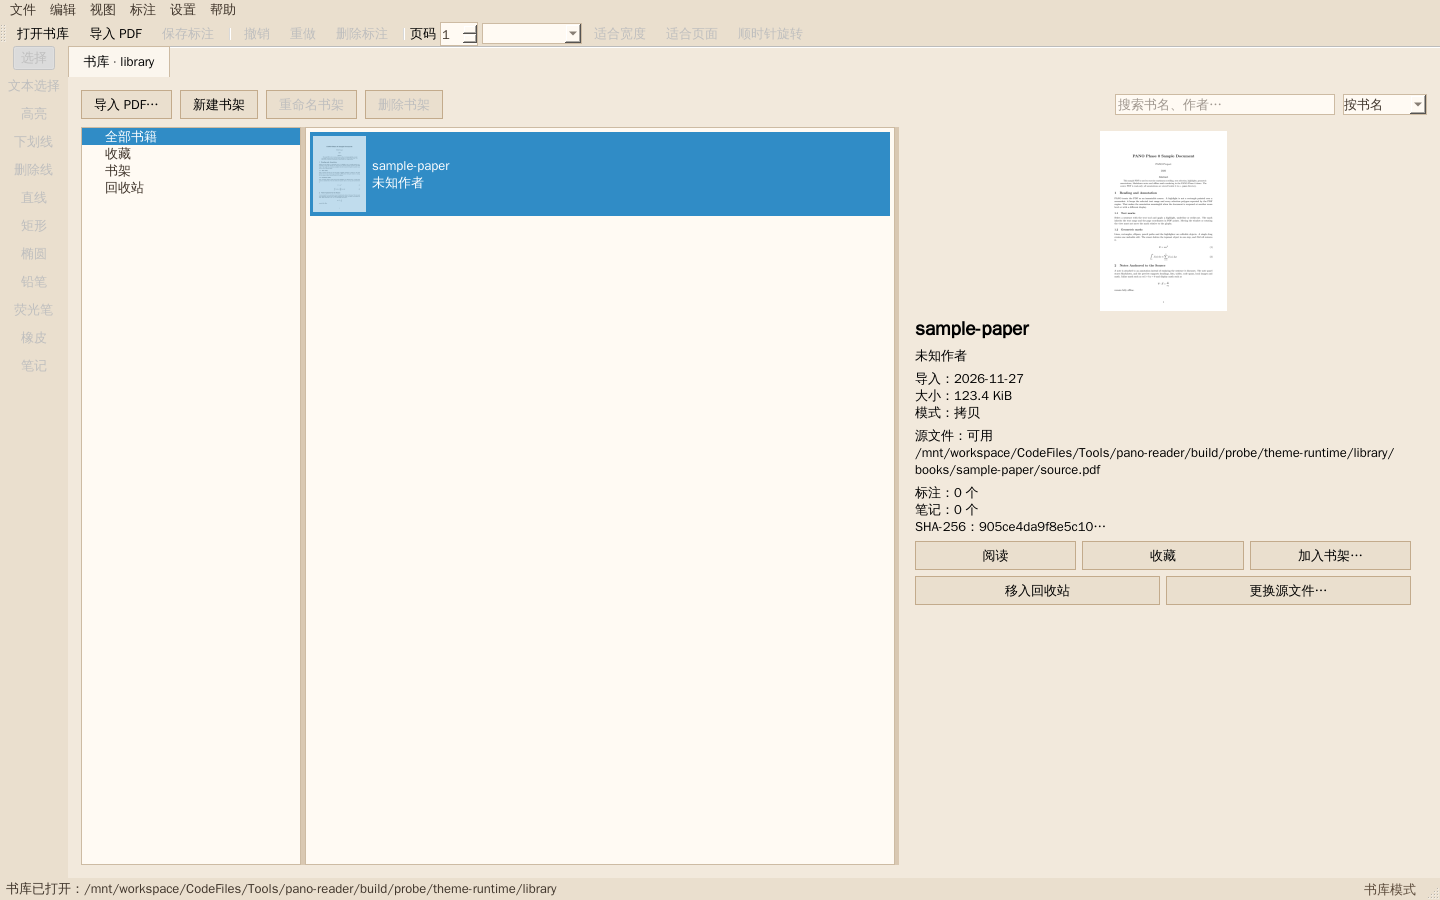 文件 编辑 视图 标注 设置 帮助
打开书库 导入 PDF 保存标注 撤销 重做 删除标注 页码 1 适合宽度 适合页面 顺时针旋转
选择
文本选择
高亮
下划线
删除线
直线
矩形
椭圆
铅笔
荧光笔
橡皮
笔记
书库 · library
导入 PDF… 新建书架 重命名书架 删除书架 搜索书名、作者… 按书名
全部书籍
收藏
书架
回收站
sample-paper
未知作者
PANO Phase 0 Sample Document
sample-paper
未知作者
导入：2026-11-27
大小：123.4 KiB
模式：拷贝
源文件：可用
/mnt/workspace/CodeFiles/Tools/pano-reader/build/probe/theme-runtime/library/
books/sample-paper/source.pdf
标注：0 个
笔记：0 个
SHA-256：905ce4da9f8e5c10…
阅读 收藏 加入书架…
移入回收站 更换源文件…
书库已打开：/mnt/workspace/CodeFiles/Tools/pano-reader/build/probe/theme-runtime/library 书库模式